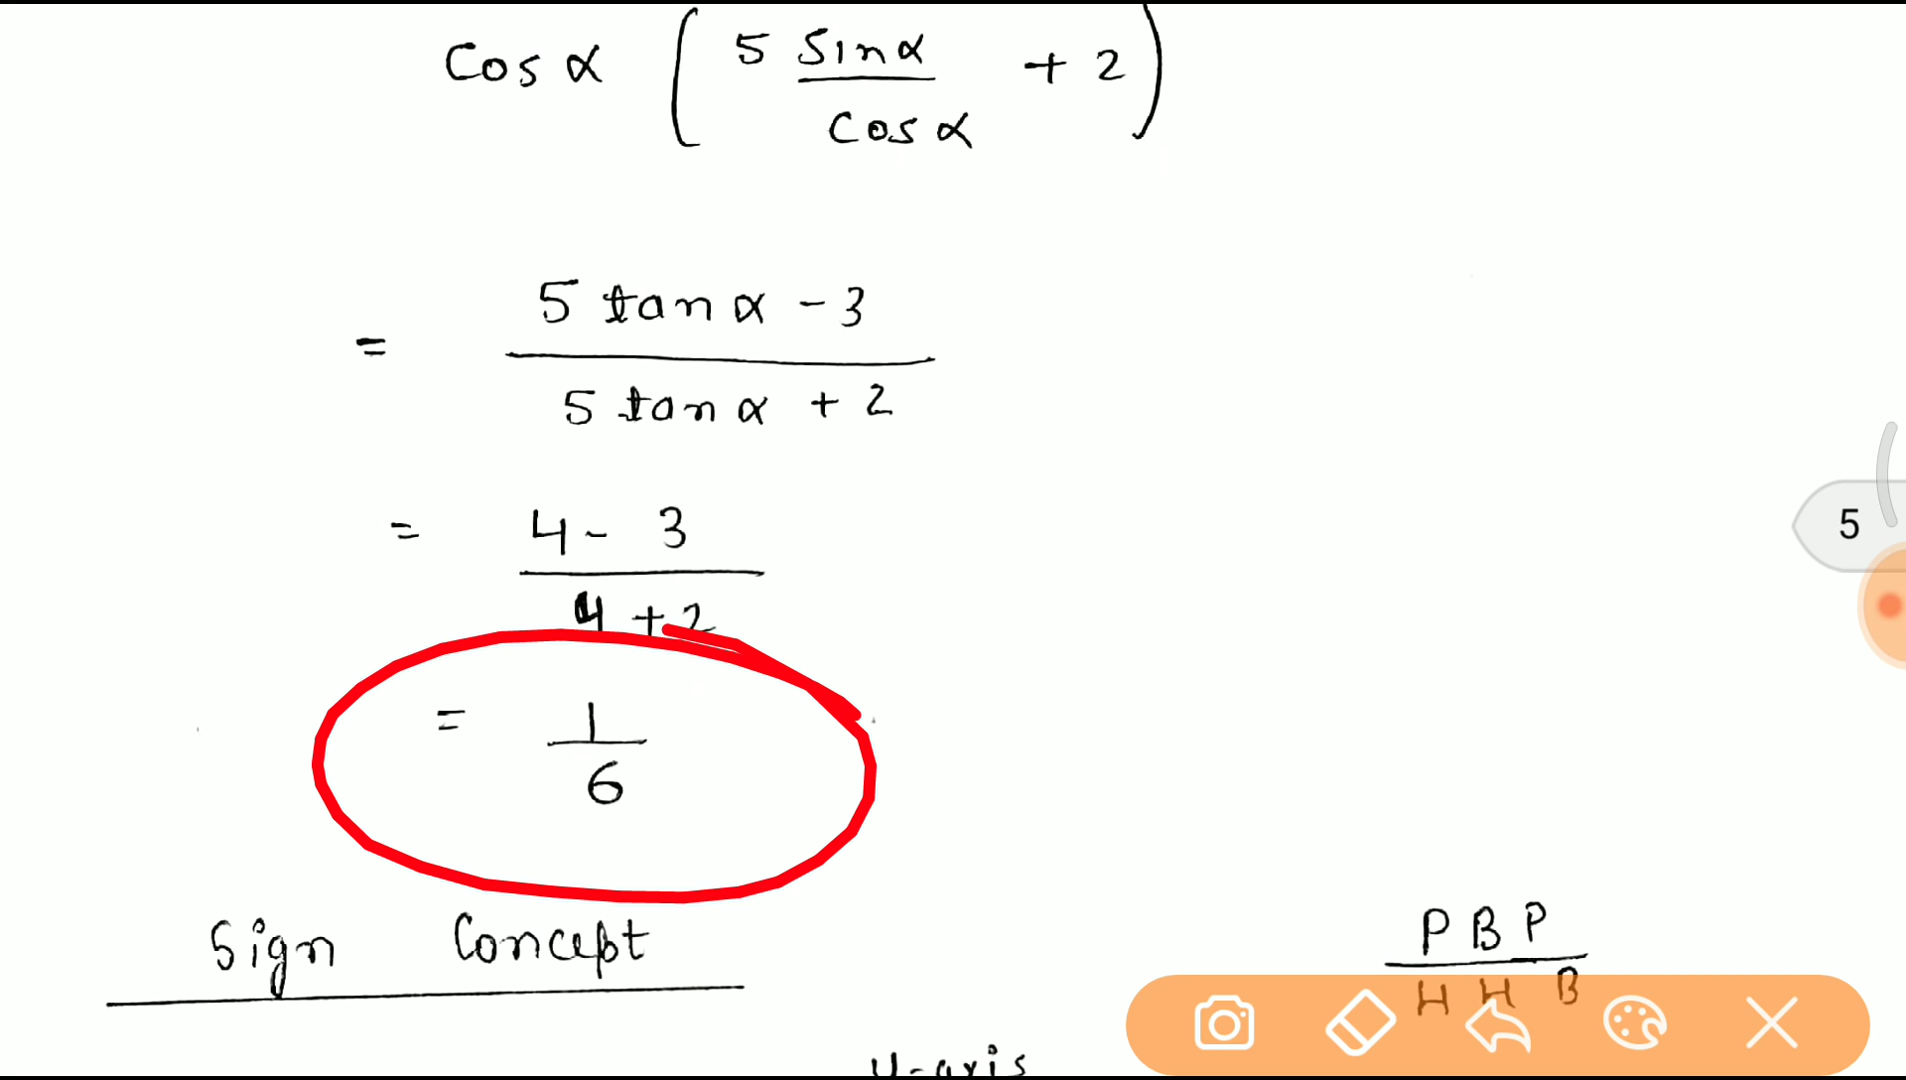 Cos α ( 5 Sinα / Cosα + 2 )
= 5 tan α - 3 / 5 tan α + 2
= 4 - 3 / 4 + 2
5
= 1 / 6
Sign Concept
P B P
H H B
y-axis